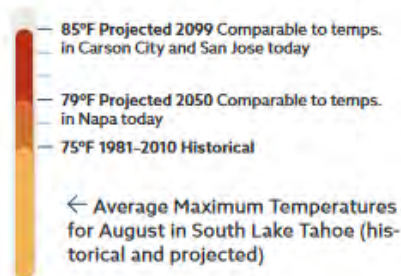 85°F Projected 2099 Comparable to temps.
in Carson City and San Jose today
79°F Projected 2050 Comparable to temps.
in Napa today
75°F 1981–2010 Historical
← Average Maximum Temperatures
for August in South Lake Tahoe (his-
torical and projected)